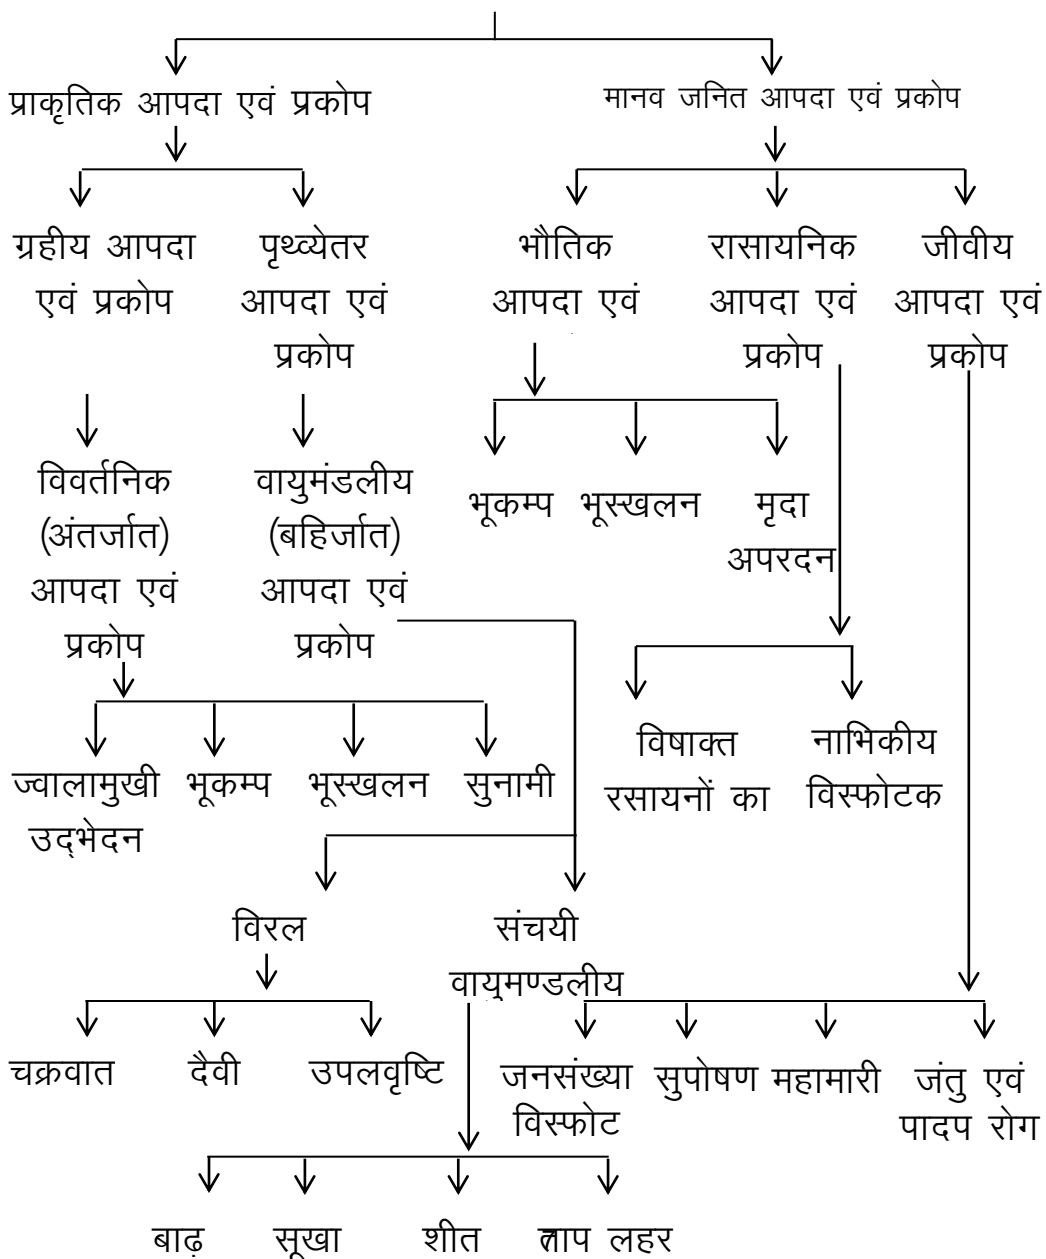 प्राकृतिक आपदा एवं प्रकोप
मानव जनित आपदा एवं प्रकोप
ग्रहीय आपदा
एवं प्रकोप
पृथ्व्येतर
आपदा एवं
प्रकोप
भौतिक
आपदा एवं
रासायनिक
आपदा एवं
प्रकोप
जीवीय
आपदा एवं
प्रकोप
विवर्तनिक
(अंतर्जात)
आपदा एवं
प्रकोप
वायुमंडलीय
(बहिर्जात)
आपदा एवं
प्रकोप
भूकम्प
भूस्खलन
मृदा
अपरदन
ज्वालामुखी
उद्भेदन
भूकम्प
भूस्खलन
सुनामी
विषाक्त
रसायनों का
नाभिकीय
विस्फोटक
विरल
संचयी
वायुमण्डलीय
चक्रवात
दैवी
उपलवृष्टि
जनसंख्या
विस्फोट
सुपोषण
महामारी
जंतु एवं
पादप रोग
बाढ़
सूखा
शीत
ताप लहर